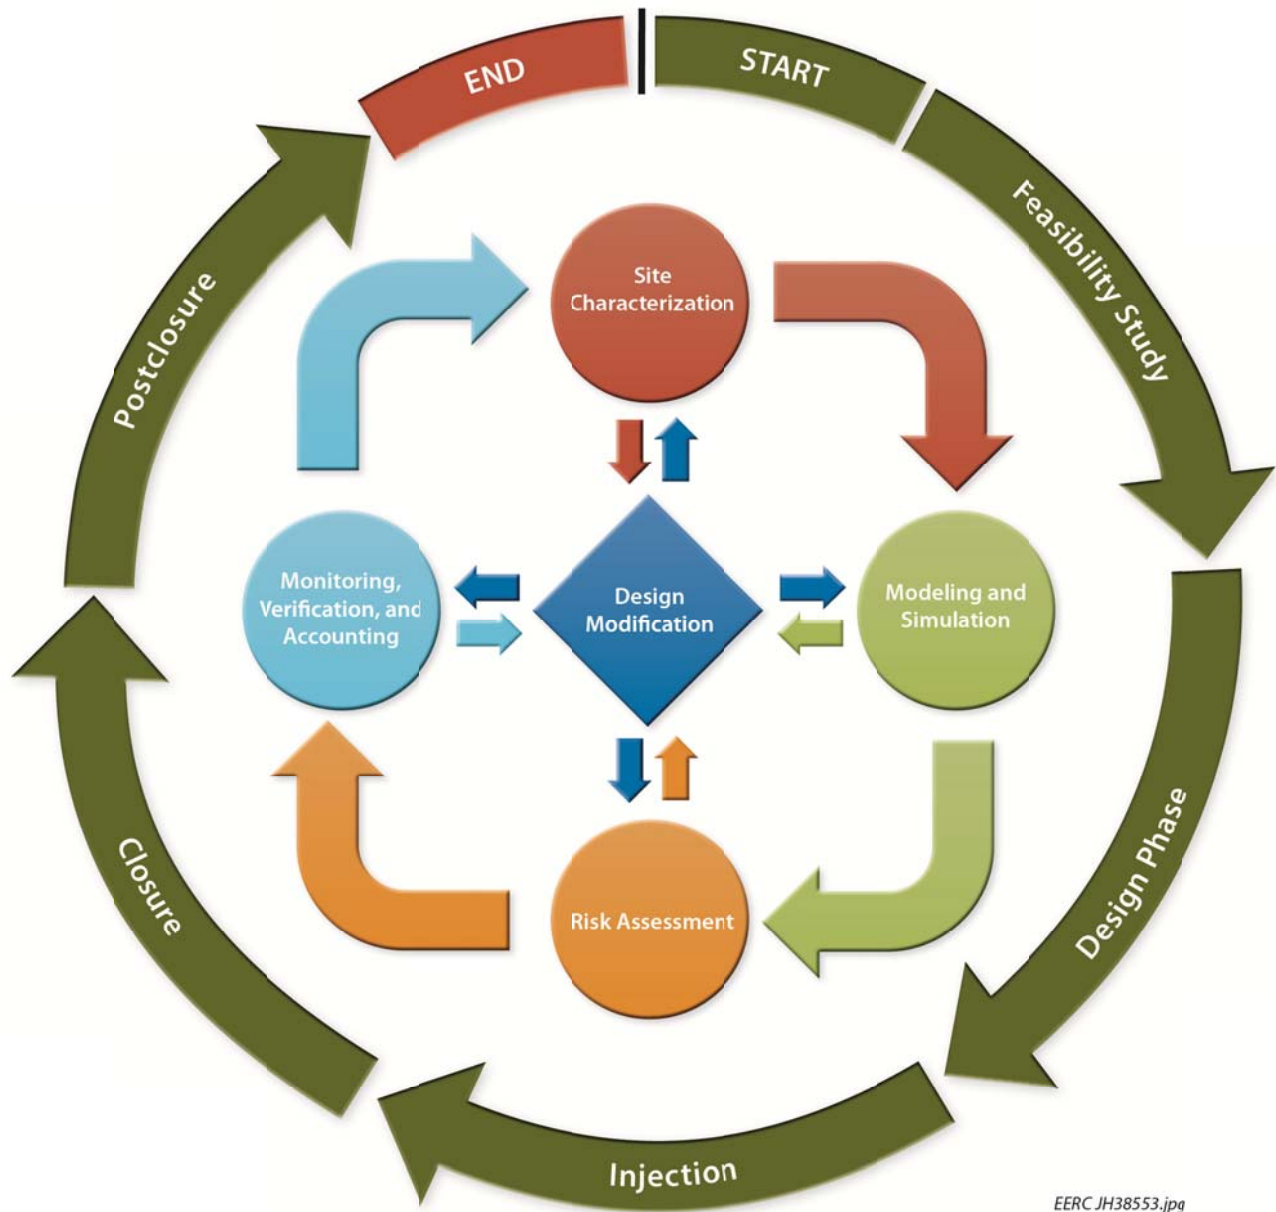 END
START
Feasibility Study
Design Phase
Injection
Closure
Postclosure
Site
Characterization
Modeling and
Simulation
Risk Assessment
Monitoring,
Verification, and
Accounting
Design
Modification
EERC JH38553.jpg